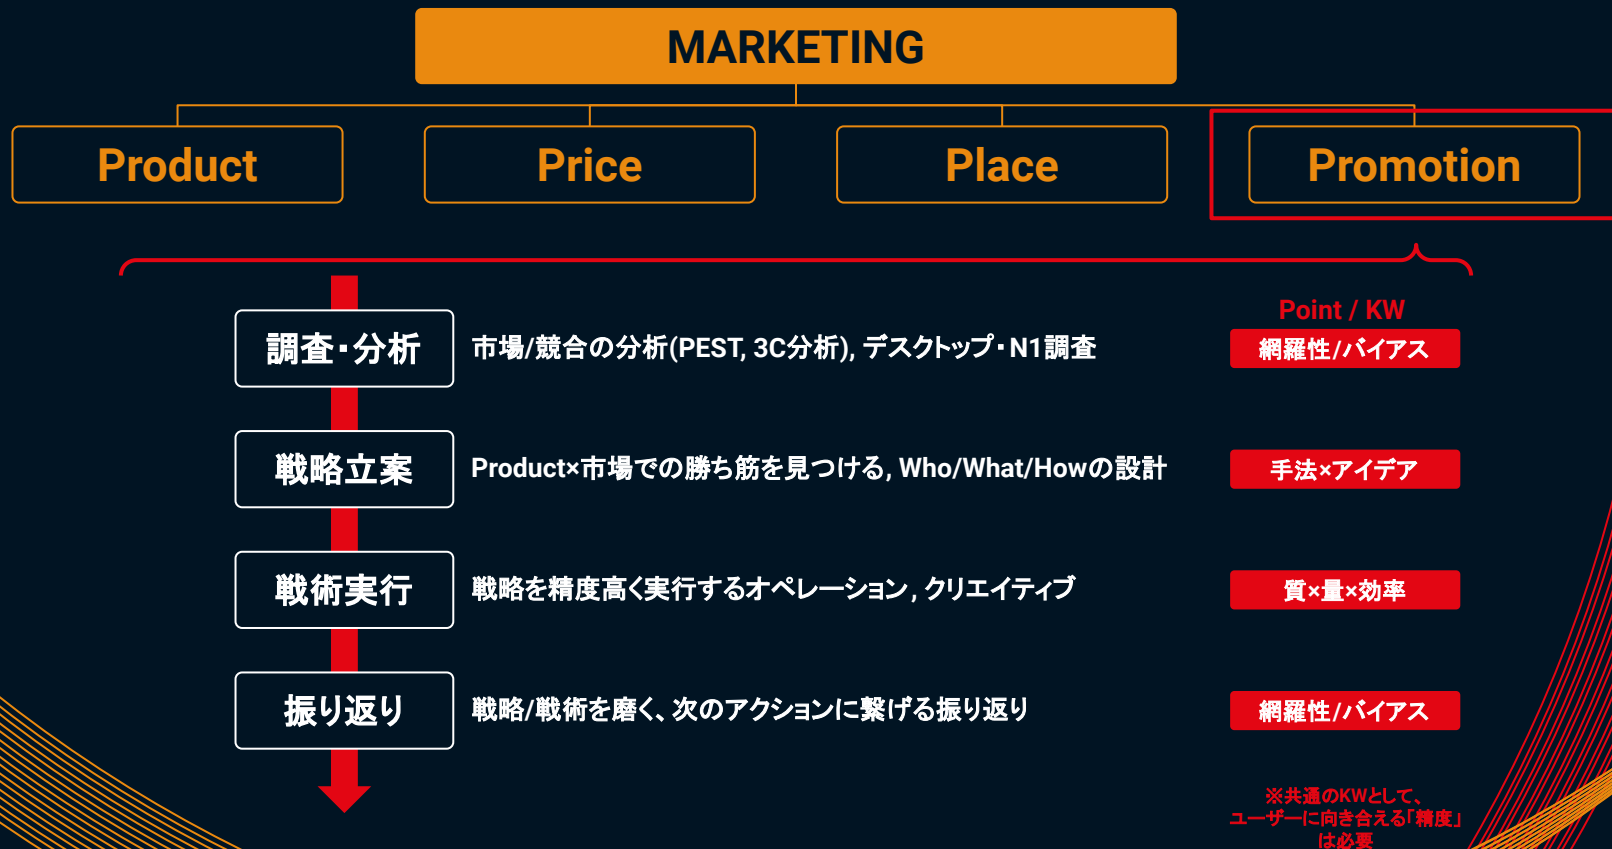 MARKETING
Product
Price
Place
Promotion
Point / KW
調査・分析
市場/競合の分析(PEST, 3C分析), デスクトップ・N1調査
網羅性/バイアス
戦略立案
Product×市場での勝ち筋を見つける, Who/What/Howの設計
手法×アイデア
戦術実行
戦略を精度高く実行するオペレーション, クリエイティブ
質×量×効率
振り返り
戦略/戦術を磨く、次のアクションに繋げる振り返り
網羅性/バイアス
※共通のKWとして、
ユーザーに向き合える「精度」
は必要